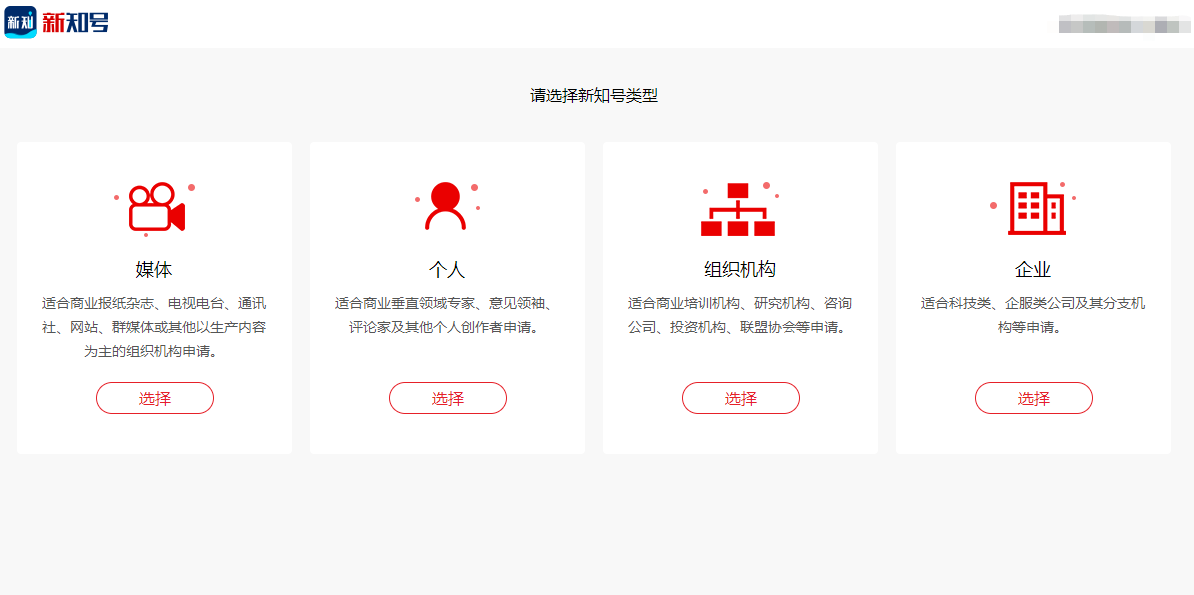 新知 新知号
请选择新知号类型
媒体
适合商业报纸杂志、电视电台、通讯
社、网站、群媒体或其他以生产内容
为主的组织机构申请。
选择
个人
适合商业垂直领域专家、意见领袖、
评论家及其他个人创作者申请。
选择
组织机构
适合商业培训机构、研究机构、咨询
公司、投资机构、联盟协会等申请。
选择
企业
适合科技类、企服类公司及其分支机
构等申请。
选择